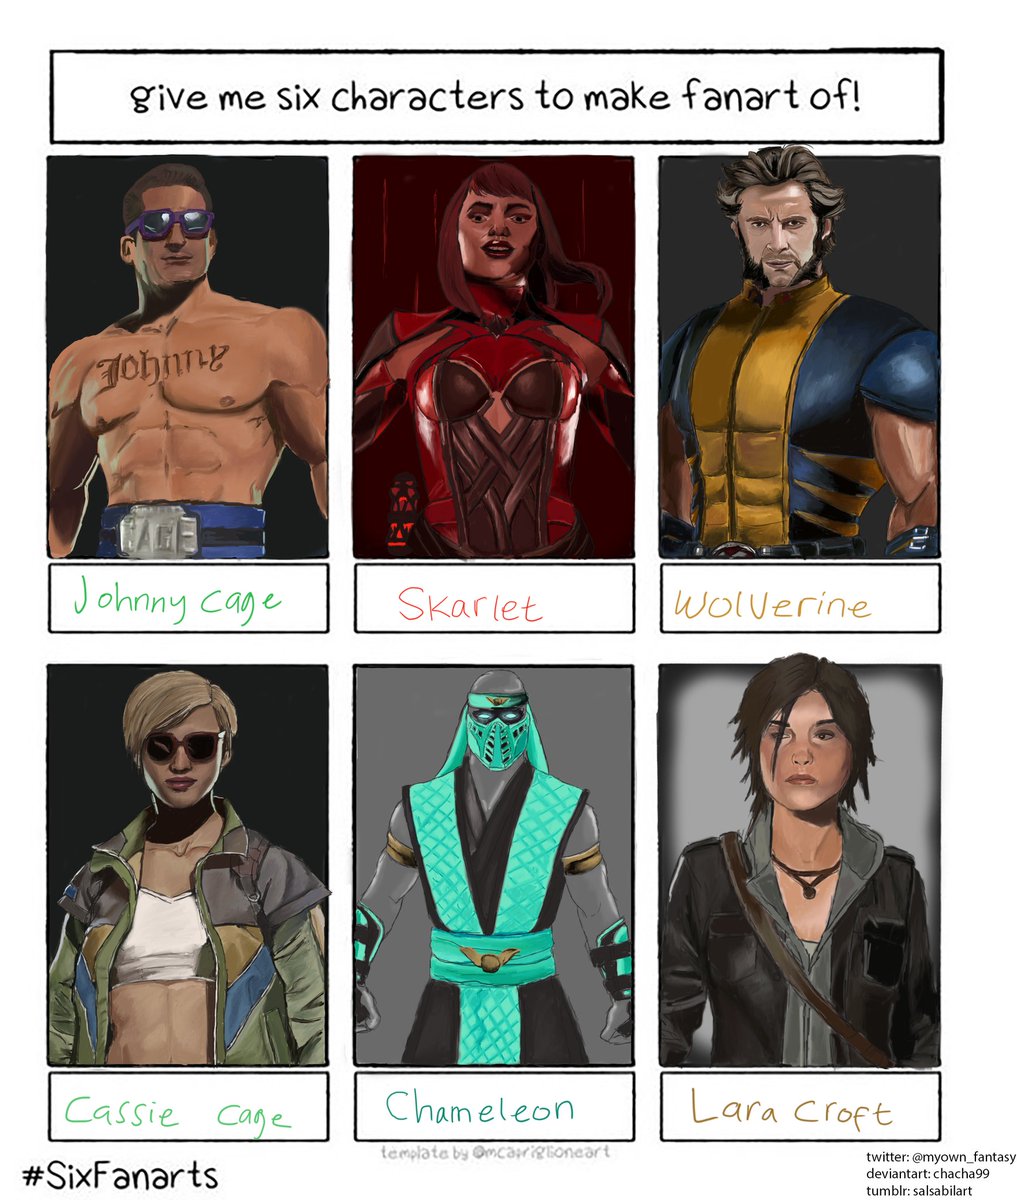 give me six characters to make fanart of!
Johnny
CAGE
Johnny cage
Skarlet
Wolverine
Cassie cage
Chameleon
Lara Croft
template by @mcapriglioneart
#SixFanarts
twitter: @myown_fantasy
deviantart: chacha99
tumblr: salsabilart